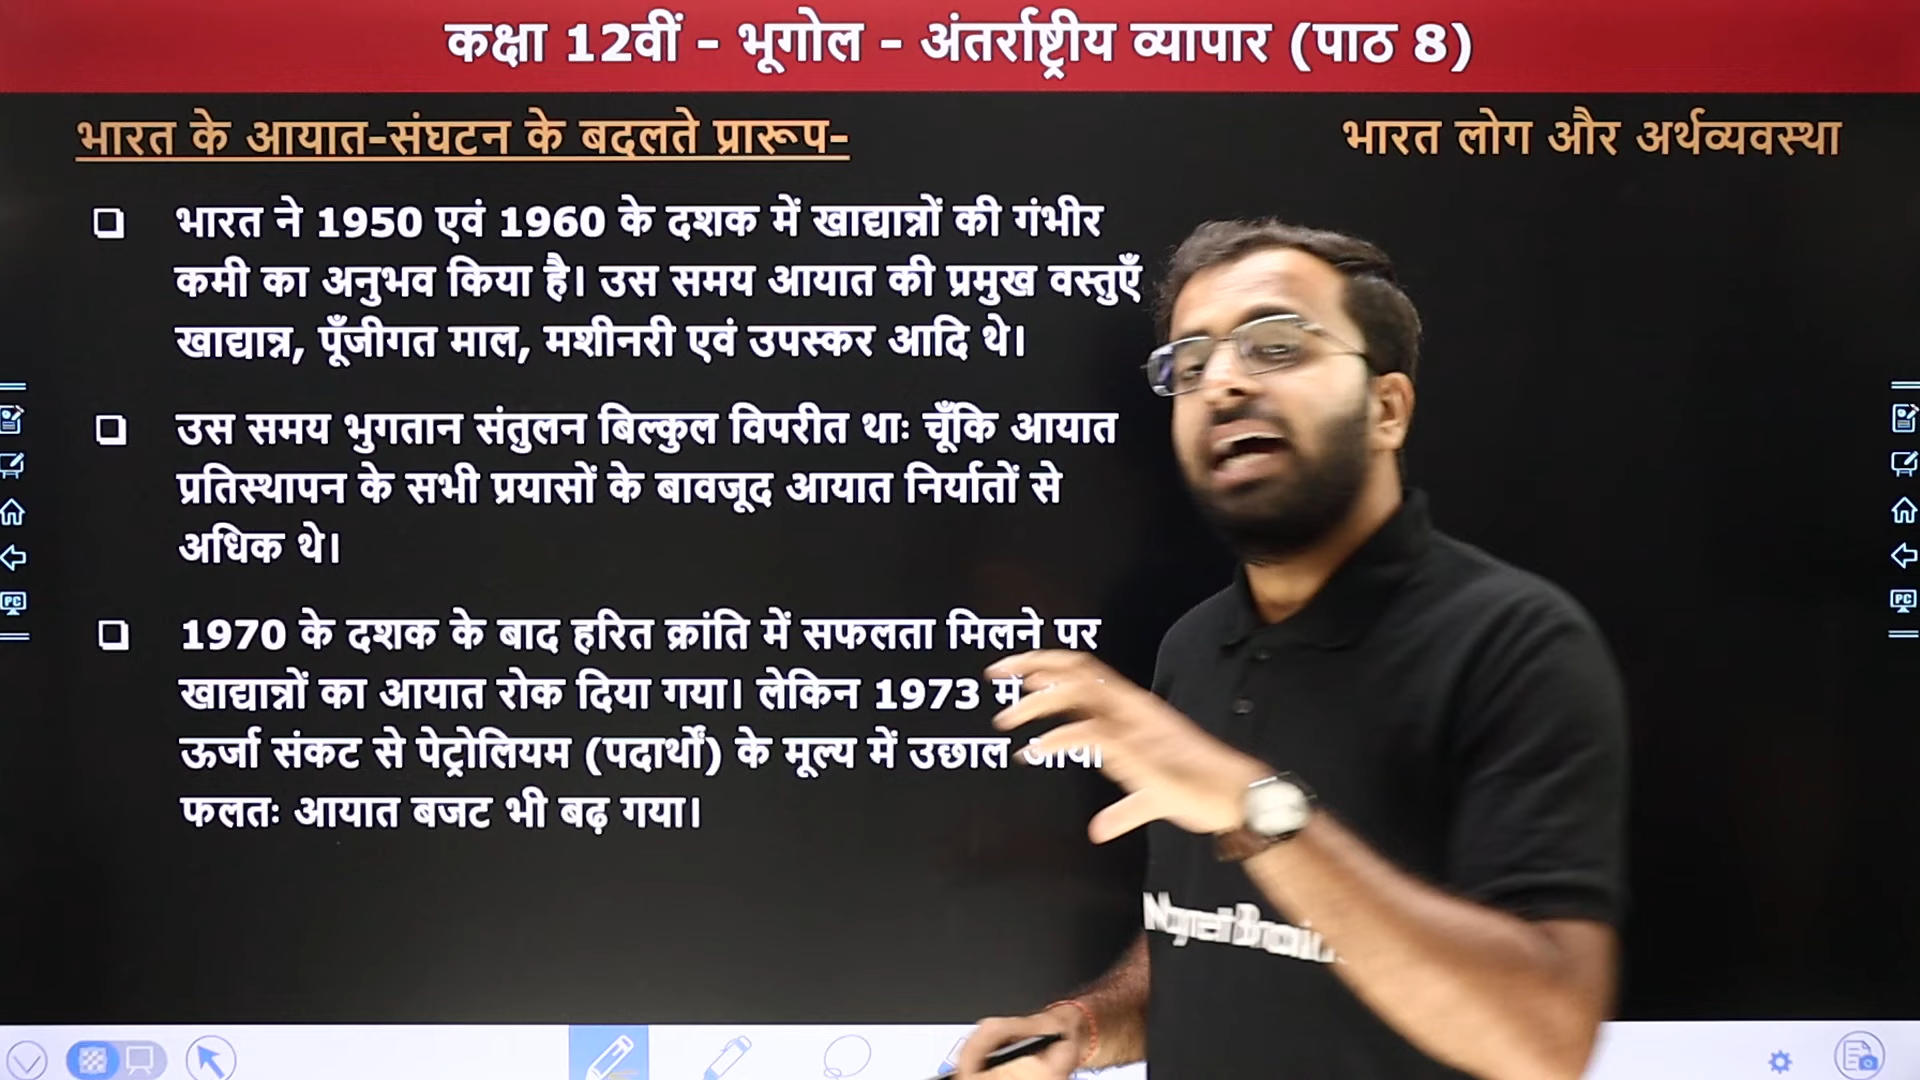 कक्षा 12वीं - भूगोल - अंतर्राष्ट्रीय व्यापार (पाठ 8)
भारत के आयात-संघटन के बदलते प्रारूप-
भारत लोग और अर्थव्यवस्था
भारत ने 1950 एवं 1960 के दशक में खाद्यान्नों की गंभीर
कमी का अनुभव किया है। उस समय आयात की प्रमुख वस्तुएँ
खाद्यान्न, पूँजीगत माल, मशीनरी एवं उपस्कर आदि थे।
उस समय भुगतान संतुलन बिल्कुल विपरीत थाः चूँकि आयात
प्रतिस्थापन के सभी प्रयासों के बावजूद आयात निर्यातों से
अधिक थे।
1970 के दशक के बाद हरित क्रांति में सफलता मिलने पर
खाद्यान्नों का आयात रोक दिया गया। लेकिन 1973 में
ऊर्जा संकट से पेट्रोलियम (पदार्थों) के मूल्य में उछाल आया
फलतः आयात बजट भी बढ़ गया।
PC
PC